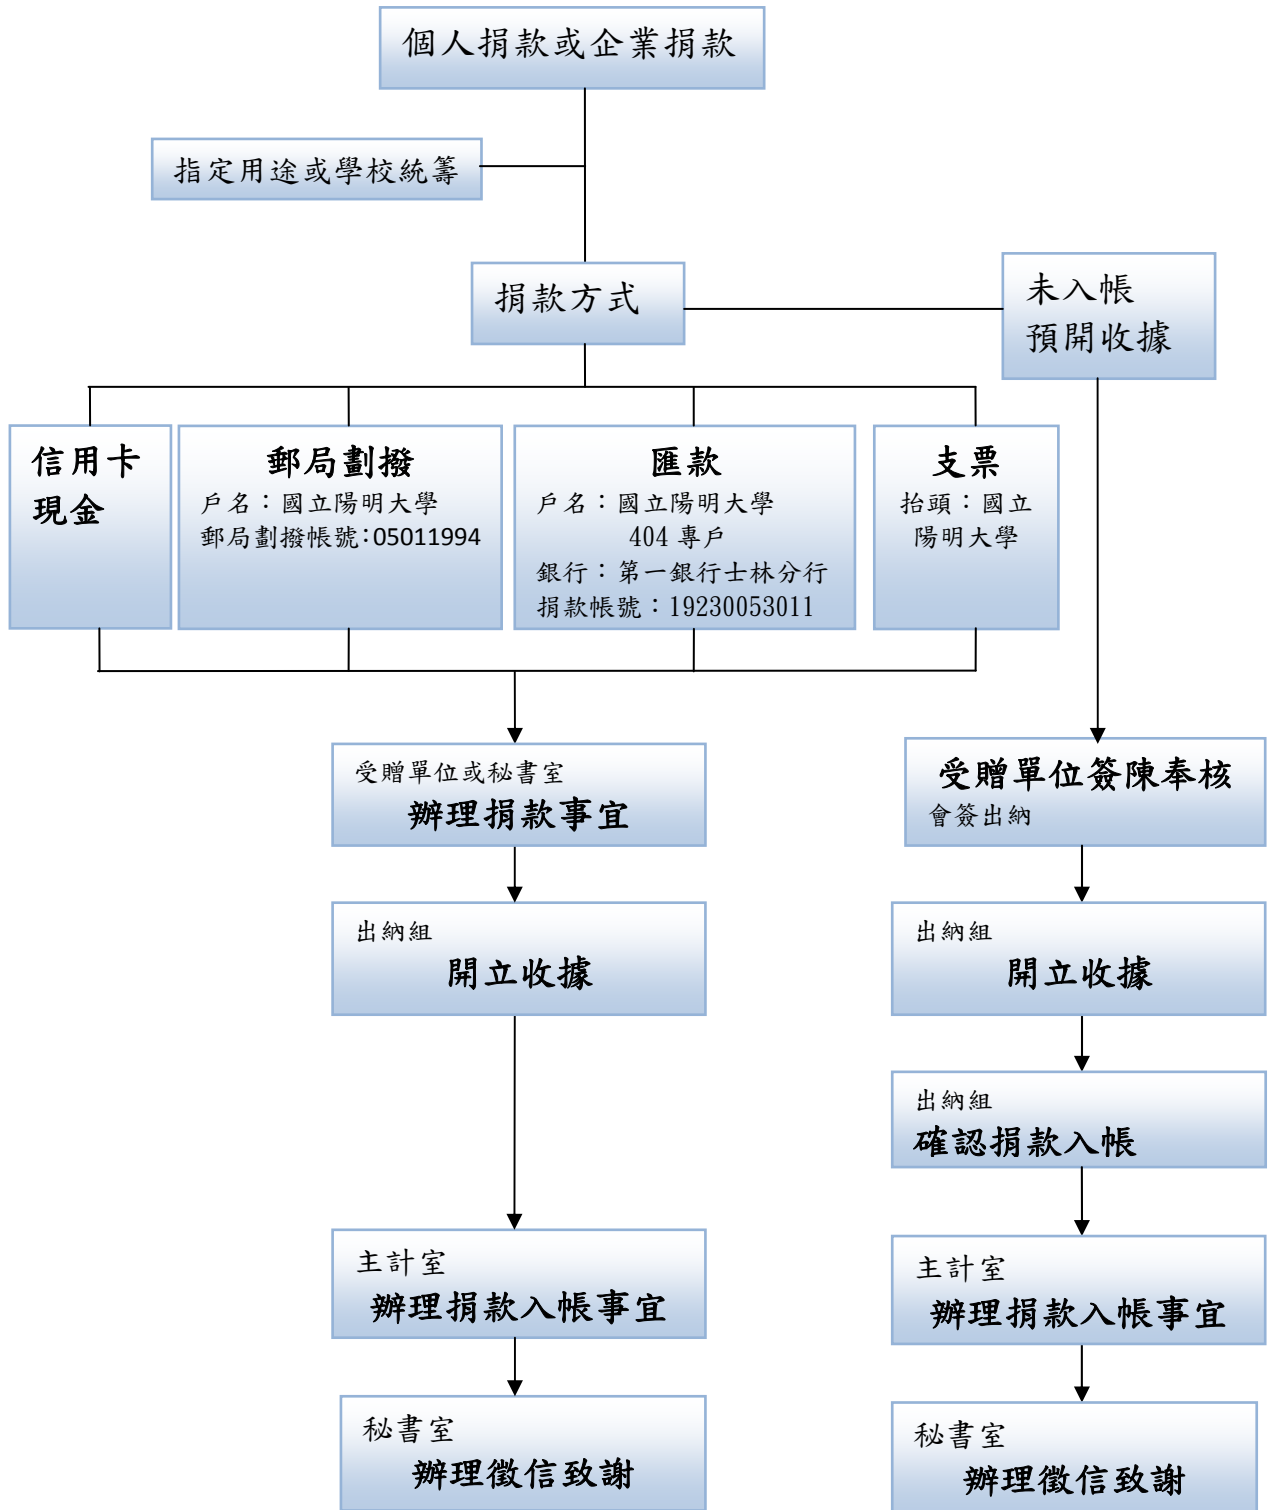 個人捐款或企業捐款
指定用途或學校統籌
捐款方式
未入帳
預開收據
信用卡
現金
郵局劃撥
戶名：國立陽明大學
郵局劃撥帳號：05011994
匯款
戶名：國立陽明大學
404 專戶
銀行：第一銀行士林分行
捐款帳號：19230053011
支票
抬頭：國立
陽明大學
受贈單位或秘書室
辦理捐款事宜
出納組
開立收據
主計室
辦理捐款入帳事宜
秘書室
辦理徵信致謝
受贈單位簽陳奉核
會簽出納
出納組
開立收據
出納組
確認捐款入帳
主計室
辦理捐款入帳事宜
秘書室
辦理徵信致謝